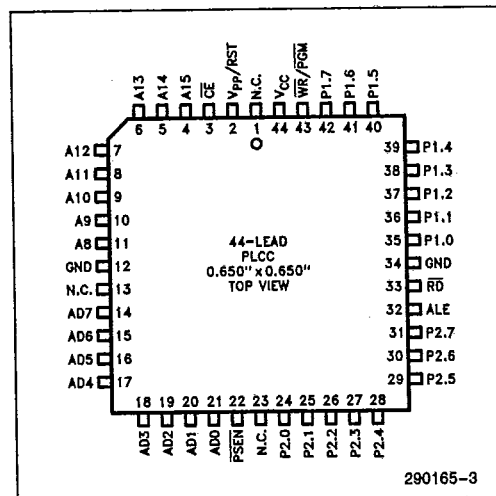 A13 A14 A15 C̅E̅ VPP/RST N.C. VCC W̅R̅/P̅G̅M̅ P1.7 P1.6 P1.5
6 5 4 3 2 1 44 43 42 41 40
A12 7
A11 8
A10 9
A9 10
A8 11
GND 12
N.C. 13
AD7 14
AD6 15
AD5 16
AD4 17
44-LEAD
PLCC
0.650" x 0.650"
TOP VIEW
39 P1.4
38 P1.3
37 P1.2
36 P1.1
35 P1.0
34 GND
33 R̅D̅
32 ALE
31 P2.7
30 P2.6
29 P2.5
18 19 20 21 22 23 24 25 26 27 28
AD3 AD2 AD1 AD0 P̅S̅E̅N̅ N.C. P2.0 P2.1 P2.2 P2.3 P2.4
290165-3